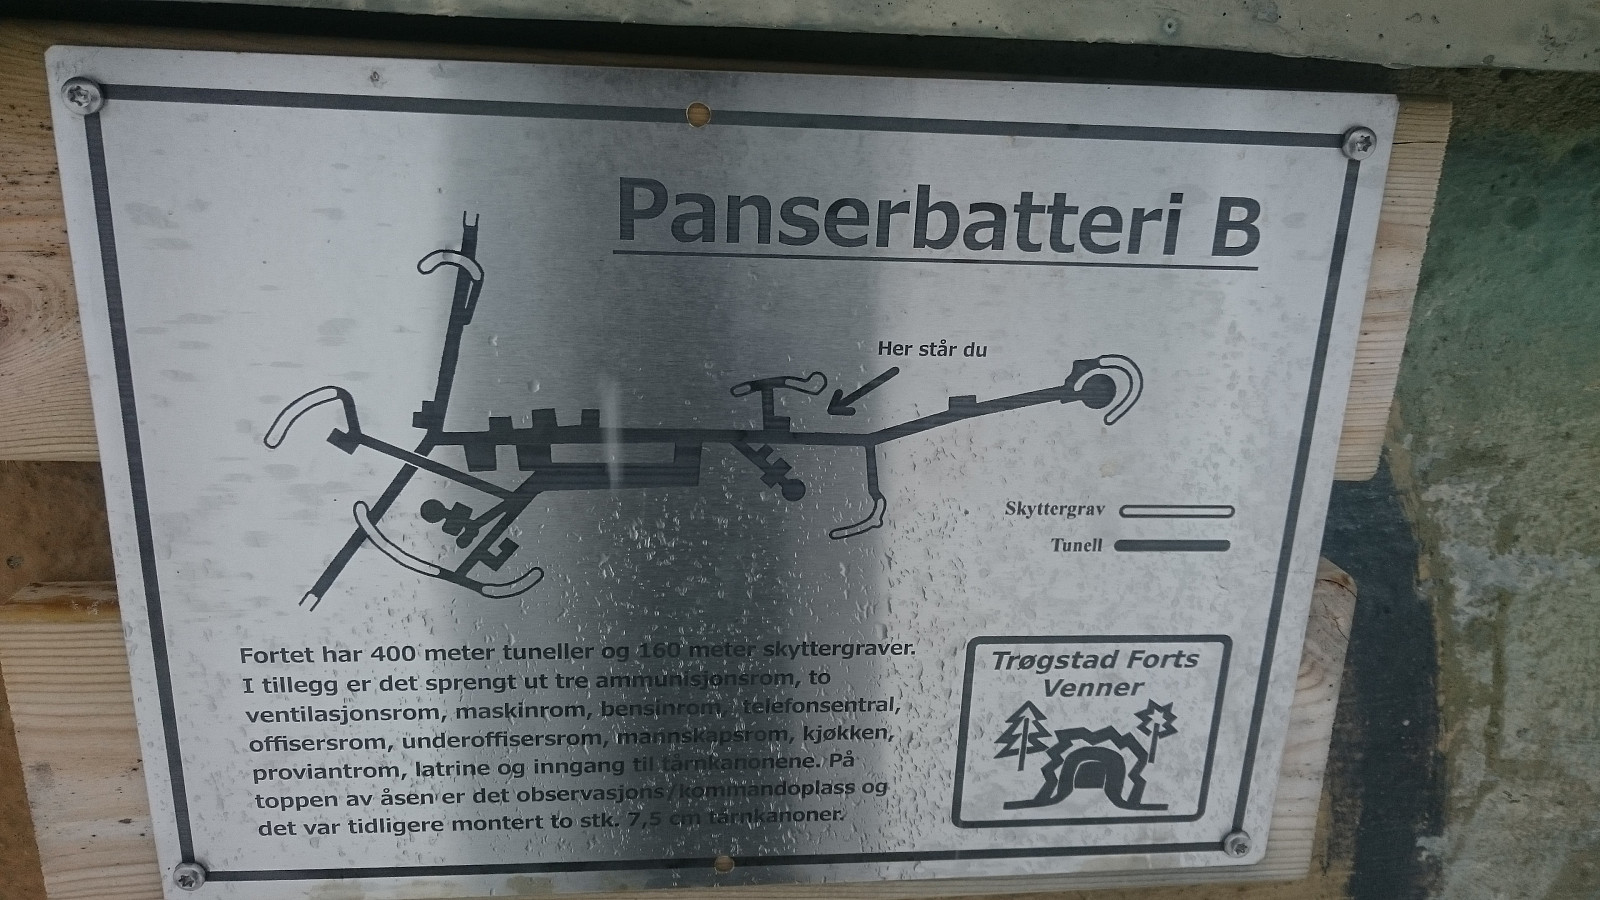 Panserbatteri B
Her står du
Skyttergrav
Tunell
Fortet har 400 meter tuneller og 160 meter skyttergraver.
I tillegg er det sprengt ut tre ammunisjonsrom, to
ventilasjonsrom, maskinrom, bensinrom, telefonsentral,
offisersrom, underoffisersrom, mannskapsrom, kjøkken,
proviantrom, latrine og inngang til tårnkanonene. På
toppen av åsen er det observasjons/kommandoplass og
det var tidligere montert to stk. 7,5 cm tårnkanoner.
Trøgstad Forts
Venner